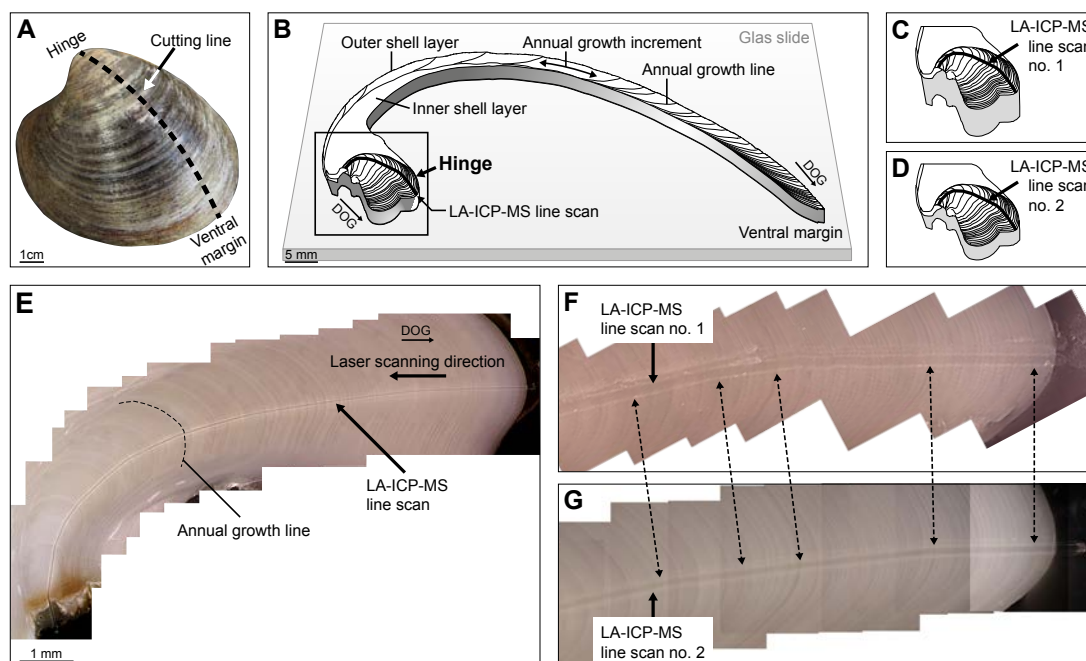 A
Hinge
Cutting line
Ventral
margin
1cm
B
Glas slide
Outer shell layer
Annual growth increment
Annual growth line
Inner shell layer
Hinge
DOG
DOG
LA-ICP-MS line scan
Ventral margin
5 mm
C
LA-ICP-MS
line scan
no. 1
D
LA-ICP-MS
line scan
no. 2
E
DOG
Laser scanning direction
LA-ICP-MS
line scan
Annual growth line
1 mm
F
LA-ICP-MS
line scan no. 1
G
LA-ICP-MS
line scan no. 2